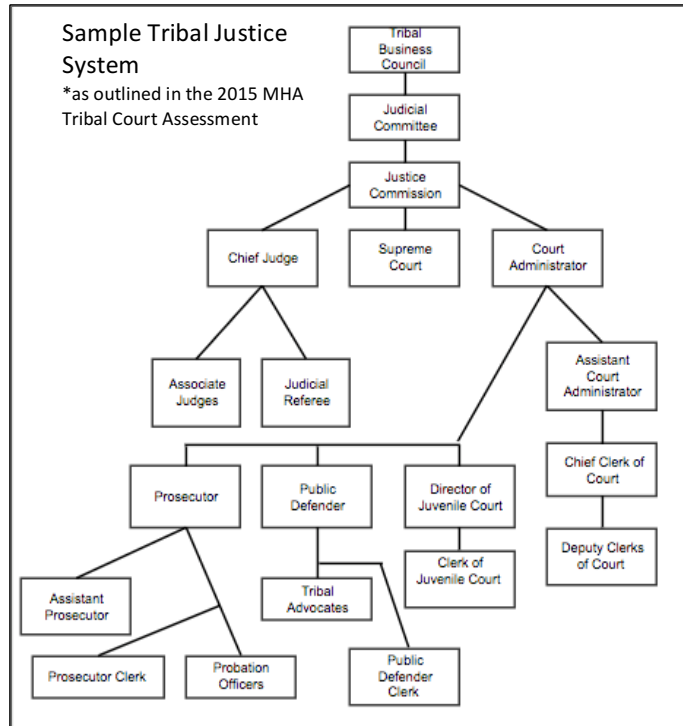 Sample Tribal Justice
System
*as outlined in the 2015 MHA
Tribal Court Assessment
Tribal
Business
Council
Judicial
Committee
Justice
Commission
Chief Judge
Supreme
Court
Court
Administrator
Associate
Judges
Judicial
Referee
Assistant
Court
Administrator
Prosecutor
Public
Defender
Director of
Juvenile Court
Chief Clerk of
Court
Assistant
Prosecutor
Tribal
Advocates
Clerk of
Juvenile Court
Deputy Clerks
of Court
Prosecutor Clerk
Probation
Officers
Public
Defender
Clerk